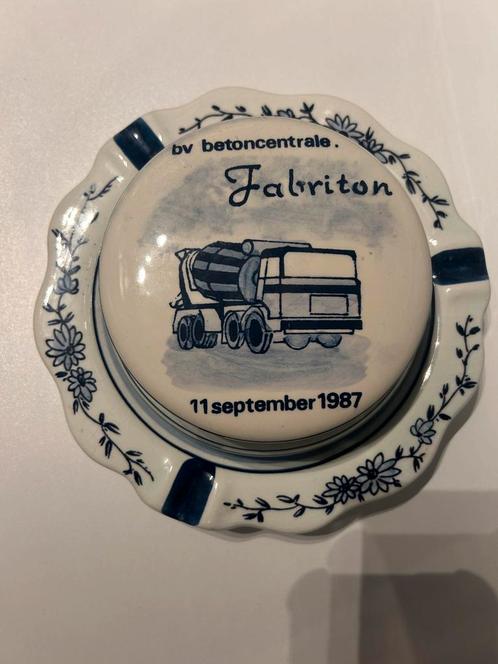 bv betoncentrale.
Fabriton
11 september 1987